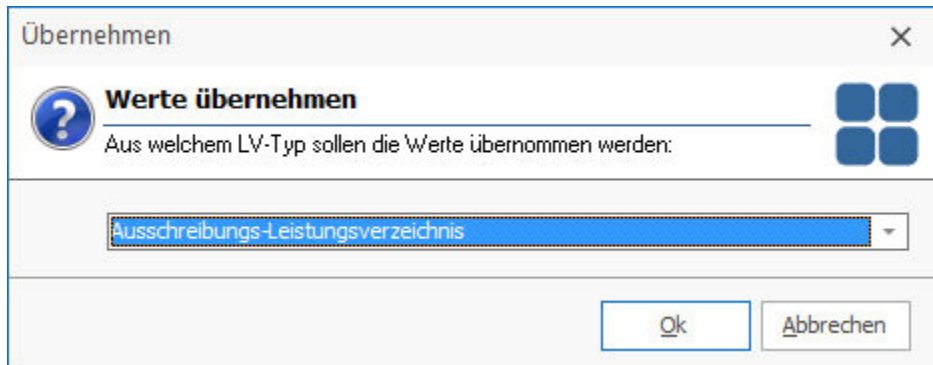 Übernehmen
Werte übernehmen
Aus welchem LV-Typ sollen die Werte übernommen werden:
Ausschreibungs-Leistungsverzeichnis
Ok
Abbrechen